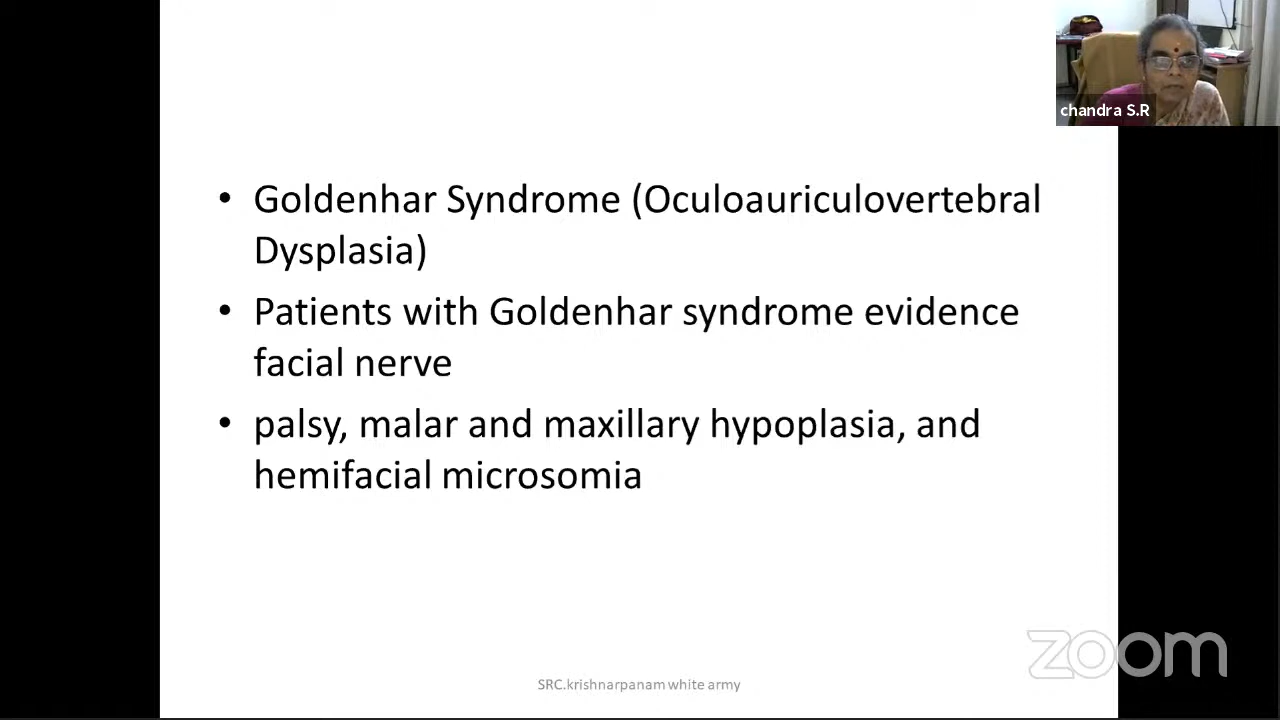 chandra S.R
• Goldenhar Syndrome (Oculoauriculovertebral
Dysplasia)
• Patients with Goldenhar syndrome evidence
facial nerve
• palsy, malar and maxillary hypoplasia, and
hemifacial microsomia
zoom
SRC.krishnarpanam white army